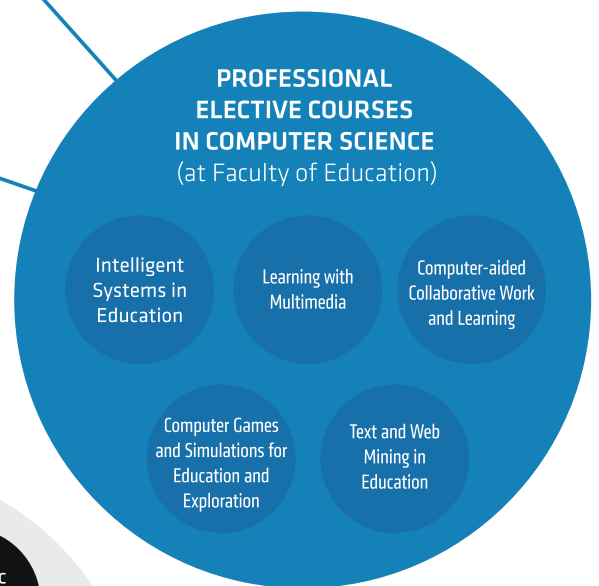 PROFESSIONAL
ELECTIVE COURSES
IN COMPUTER SCIENCE
(at Faculty of Education)
Intelligent
Systems in
Education
Learning with
Multimedia
Computer-aided
Collaborative Work
and Learning
Computer Games
and Simulations for
Education and
Exploration
Text and Web
Mining in
Education